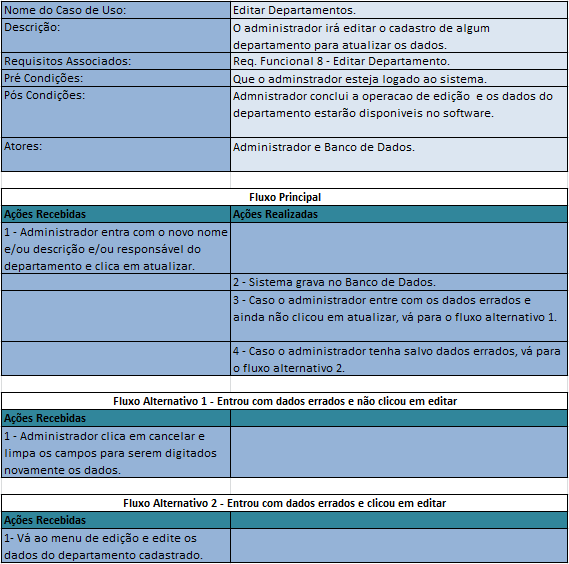 Nome do Caso de Uso:
Editar Departamentos.
Descrição:
O administrador irá editar o cadastro de algum
departamento para atualizar os dados.
Requisitos Associados:
Req. Funcional 8 - Editar Departamento.
Pré Condições:
Que o adminstrador esteja logado ao sistema.
Pós Condições:
Admnistrador conclui a operacao de edição e os dados do
departamento estarão disponiveis no software.
Atores:
Administrador e Banco de Dados.
Fluxo Principal
Ações Recebidas
Ações Realizadas
1 - Administrador entra com o novo nome
e/ou descrição e/ou responsável do
departamento e clica em atualizar.
2 - Sistema grava no Banco de Dados.
3 - Caso o administrador entre com os dados errados e
ainda não clicou em atualizar, vá para o fluxo alternativo 1.
4 - Caso o administrador tenha salvo dados errados, vá para
o fluxo alternativo 2.
Fluxo Alternativo 1 - Entrou com dados errados e não clicou em editar
Ações Recebidas
1 - Administrador clica em cancelar e
limpa os campos para serem digitados
novamente os dados.
Fluxo Alternativo 2 - Entrou com dados errados e clicou em editar
Ações Recebidas
1- Vá ao menu de edição e edite os
dados do departamento cadastrado.